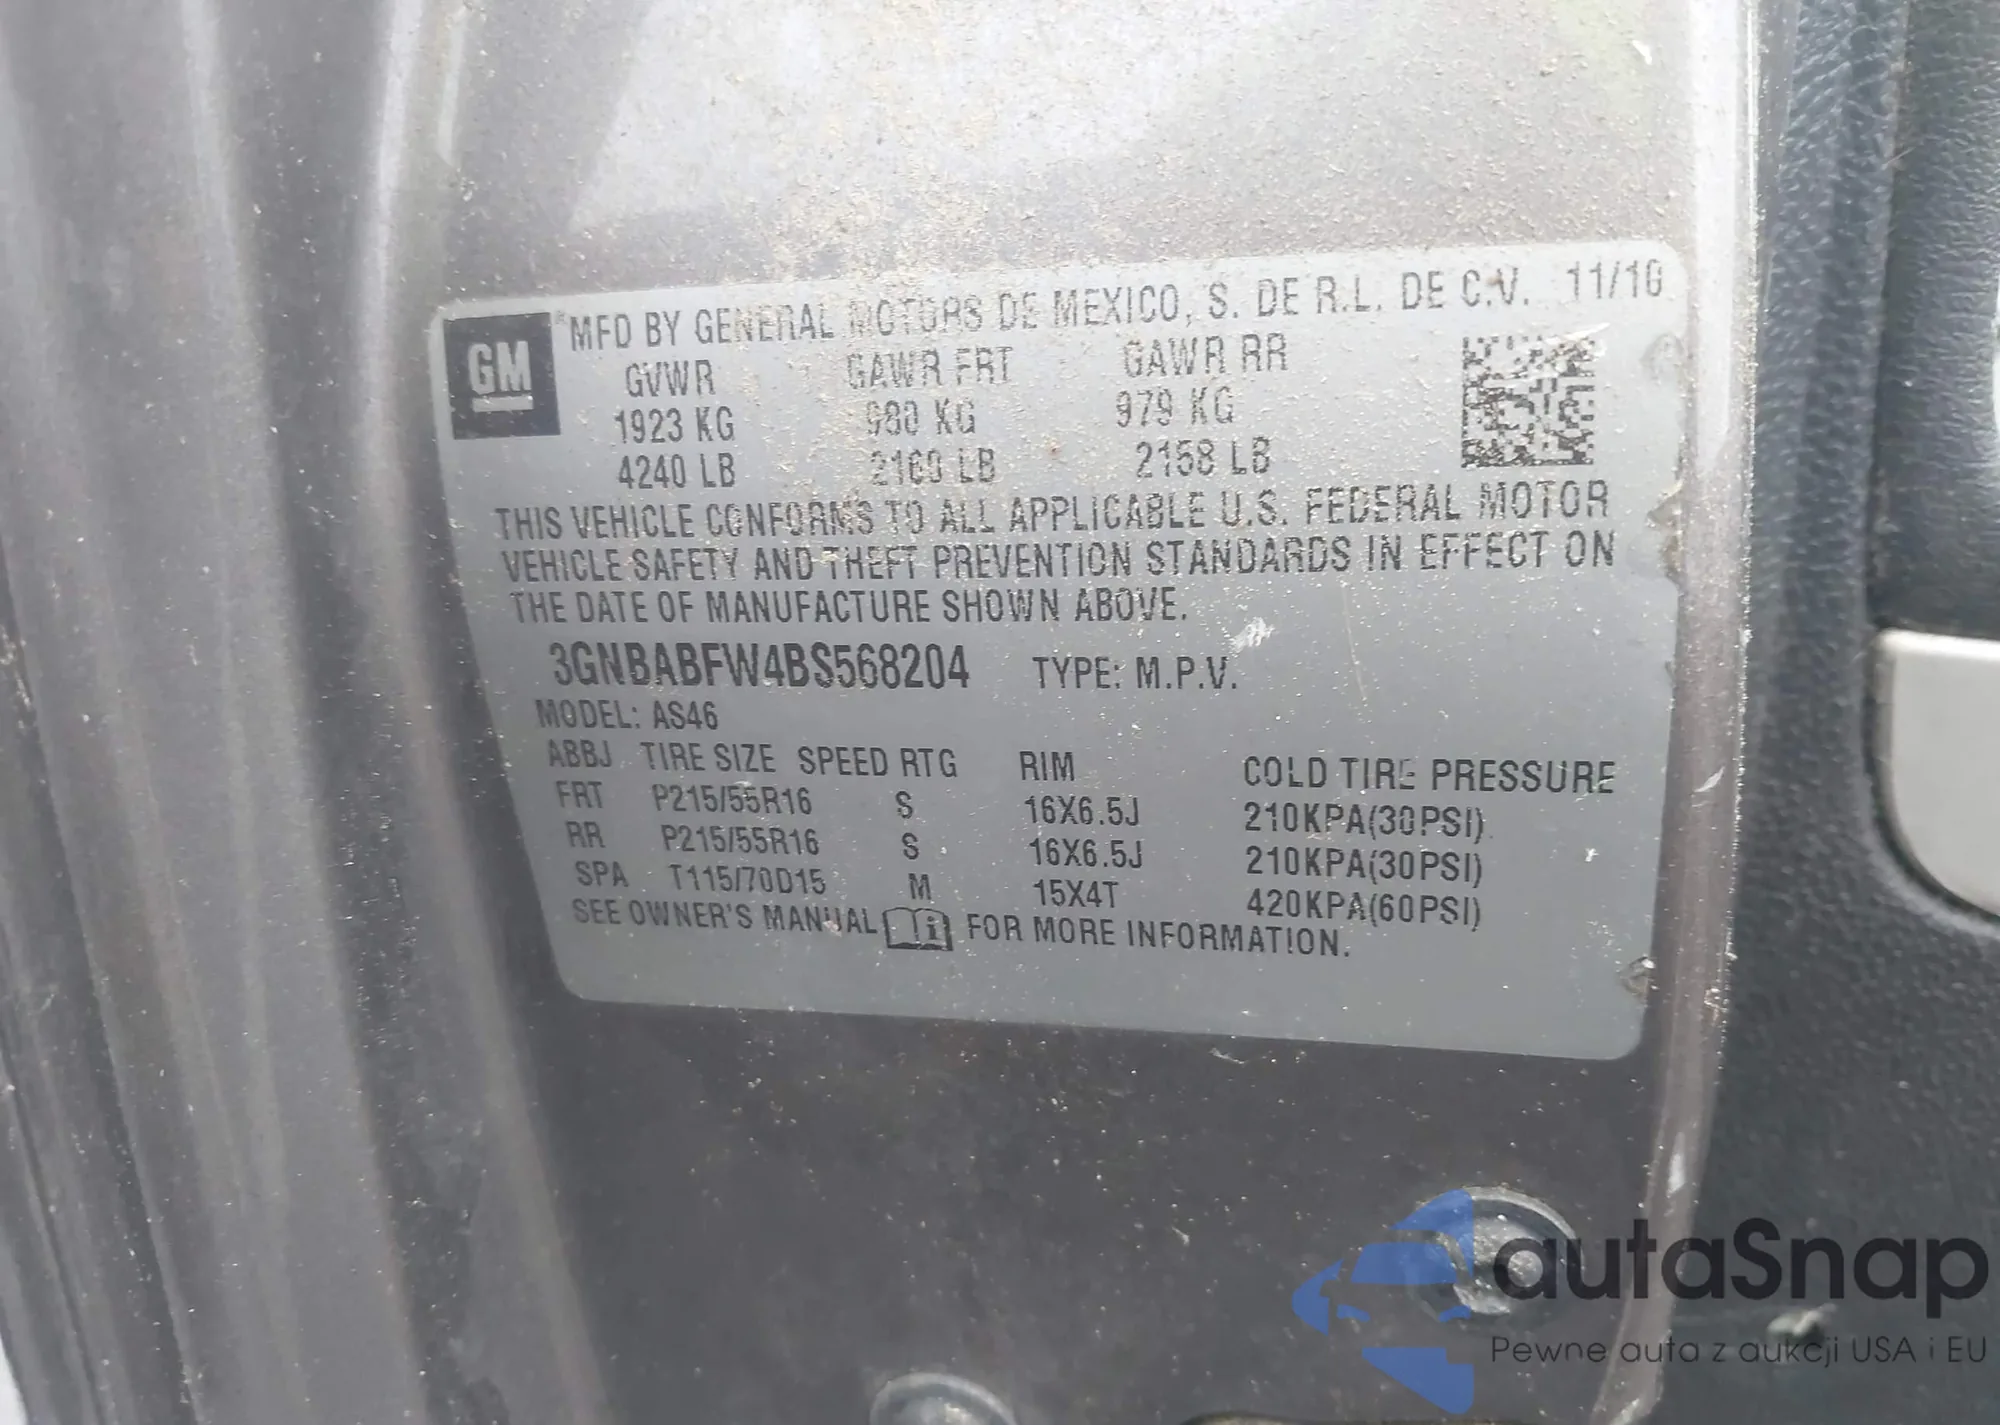 GM
® MFD BY GENERAL MOTORS DE MEXICO, S. DE R.L. DE C.V. 11/10
GVWR GAWR FRT GAWR RR
1923 KG 980 KG 979 KG
4240 LB 2160 LB 2158 LB
THIS VEHICLE CONFORMS TO ALL APPLICABLE U.S. FEDERAL MOTOR
VEHICLE SAFETY AND THEFT PREVENTION STANDARDS IN EFFECT ON
THE DATE OF MANUFACTURE SHOWN ABOVE.
3GNBABFW4BS568204 TYPE: M.P.V.
MODEL: AS46
ABBJ TIRE SIZE SPEED RTG RIM COLD TIRE PRESSURE
FRT P215/55R16 S 16X6.5J 210KPA(30PSI)
RR P215/55R16 S 16X6.5J 210KPA(30PSI)
SPA T115/70D15 M 15X4T 420KPA(60PSI)
SEE OWNER'S MANUAL i FOR MORE INFORMATION.
autaSnap
Pewne auta z aukcji USA i EU